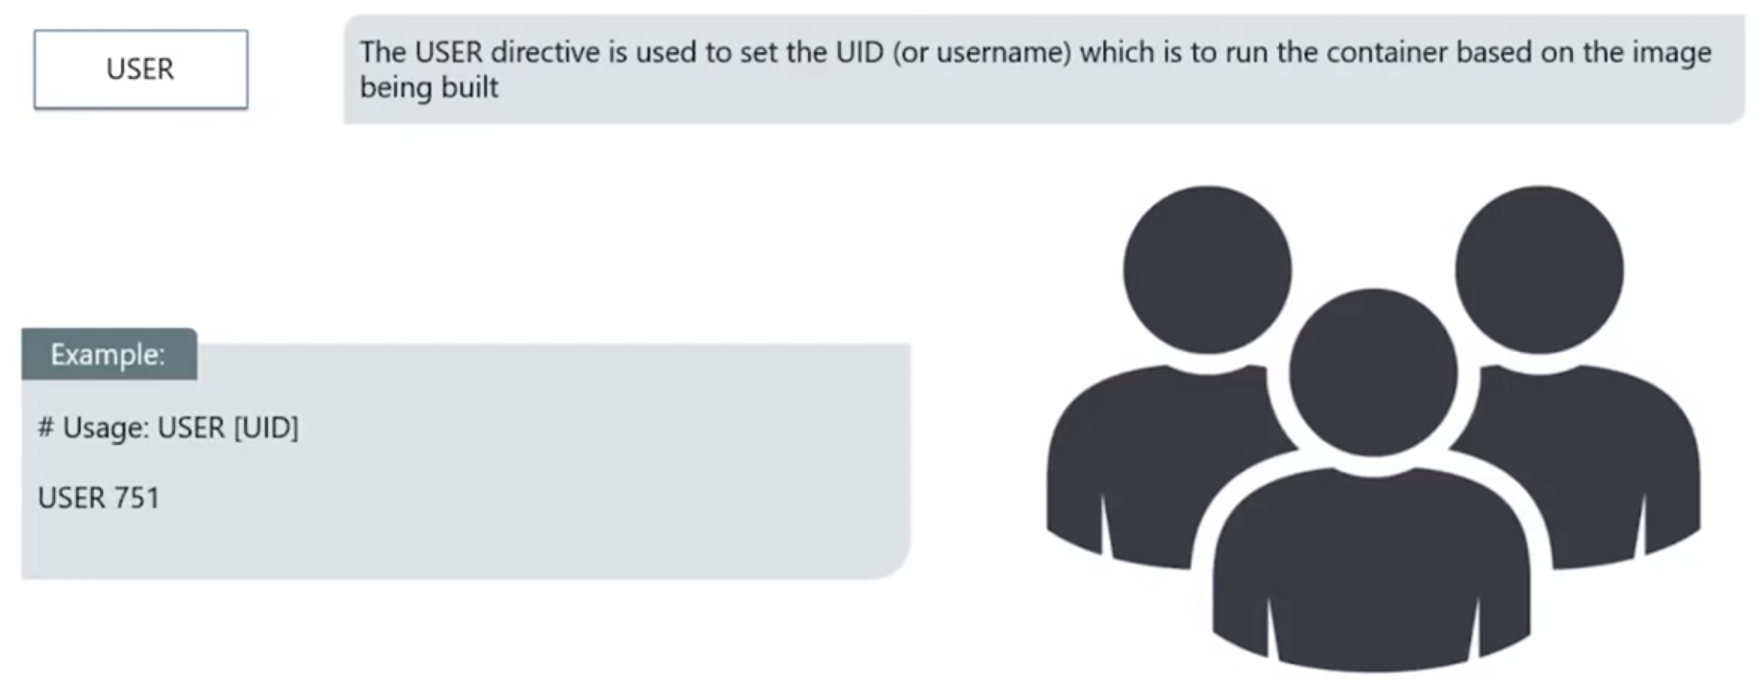 USER
The USER directive is used to set the UID (or username) which is to run the container based on the image
being built
Example:
# Usage: USER [UID]
USER 751